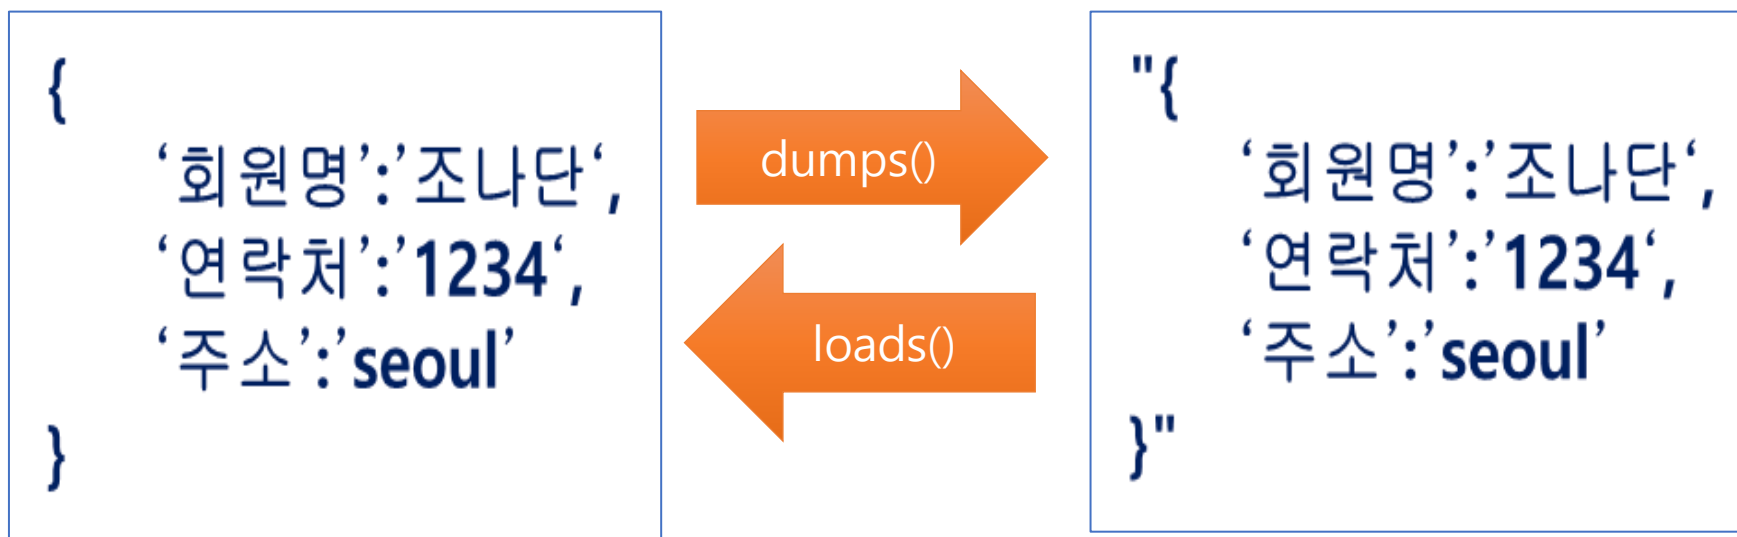 {
‘회원명’:’조나단‘,
‘연락처’:’1234‘,
‘주소’:’seoul’
}
dumps()
loads()
"{
‘회원명’:’조나단‘,
‘연락처’:’1234‘,
‘주소’:’seoul’
}"